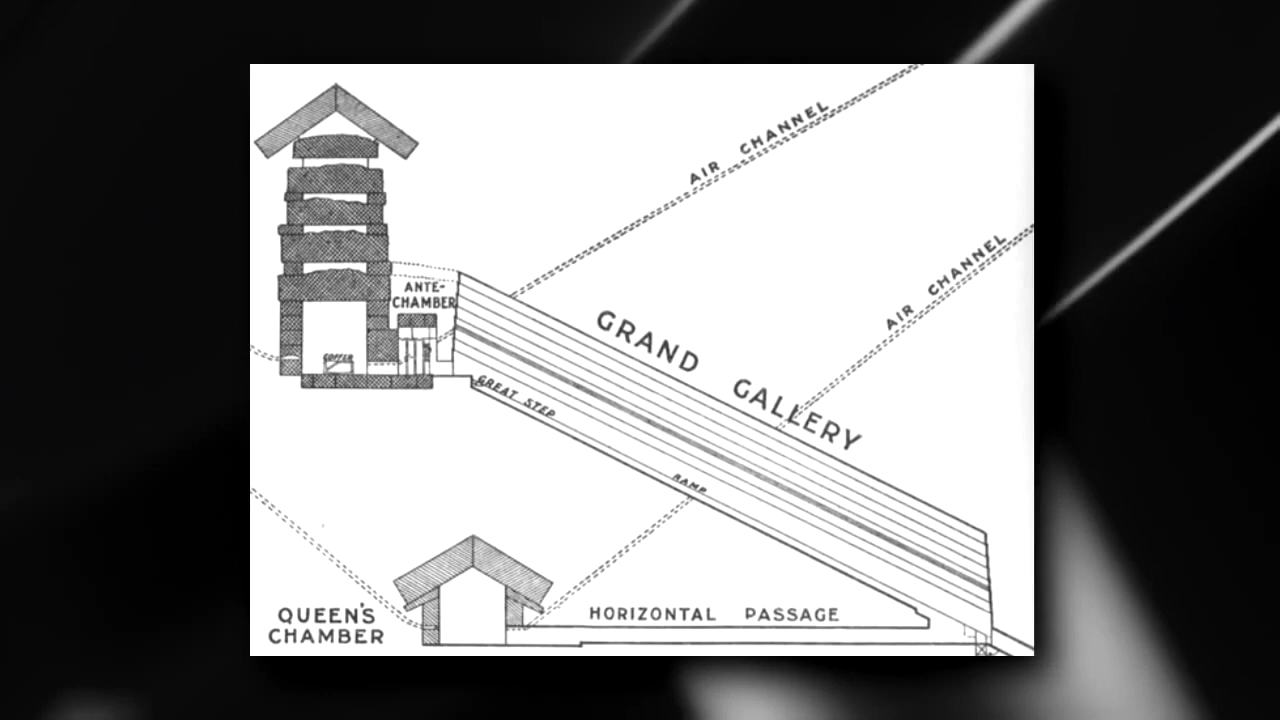 AIR CHANNEL
AIR CHANNEL
ANTE-
CHAMBER
GRAND GALLERY
COFFER
GREAT STEP
RAMP
QUEEN'S
CHAMBER
HORIZONTAL PASSAGE